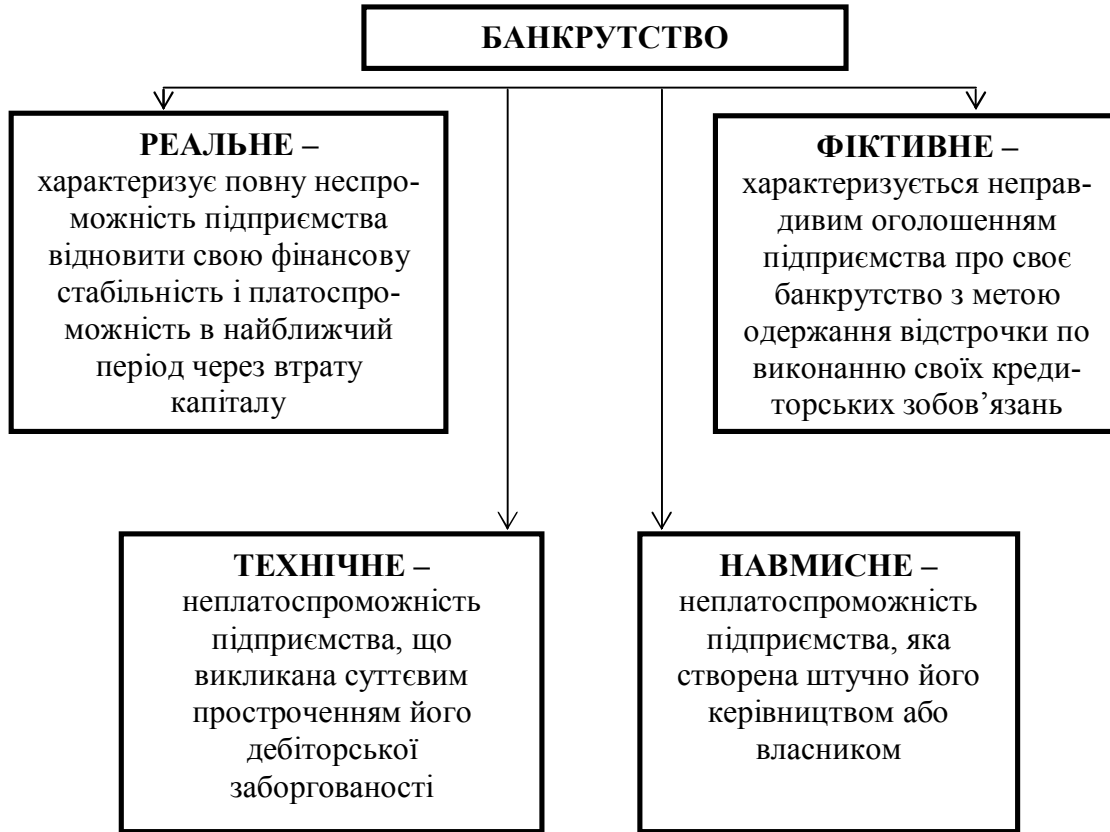 БАНКРУТСТВО
РЕАЛЬНЕ –
характеризує повну неспро-
можність підприємства
відновити свою фінансову
стабільність і платоспро-
можність в найближчий
період через втрату
капіталу
ФІКТИВНЕ –
характеризується неправ-
дивим оголошенням
підприємства про своє
банкрутство з метою
одержання відстрочки по
виконанню своїх креди-
торських зобов’язань
ТЕХНІЧНЕ –
неплатоспроможність
підприємства, що
викликана суттєвим
простроченням його
дебіторської
заборгованості
НАВМИСНЕ –
неплатоспроможність
підприємства, яка
створена штучно його
керівництвом або
власником